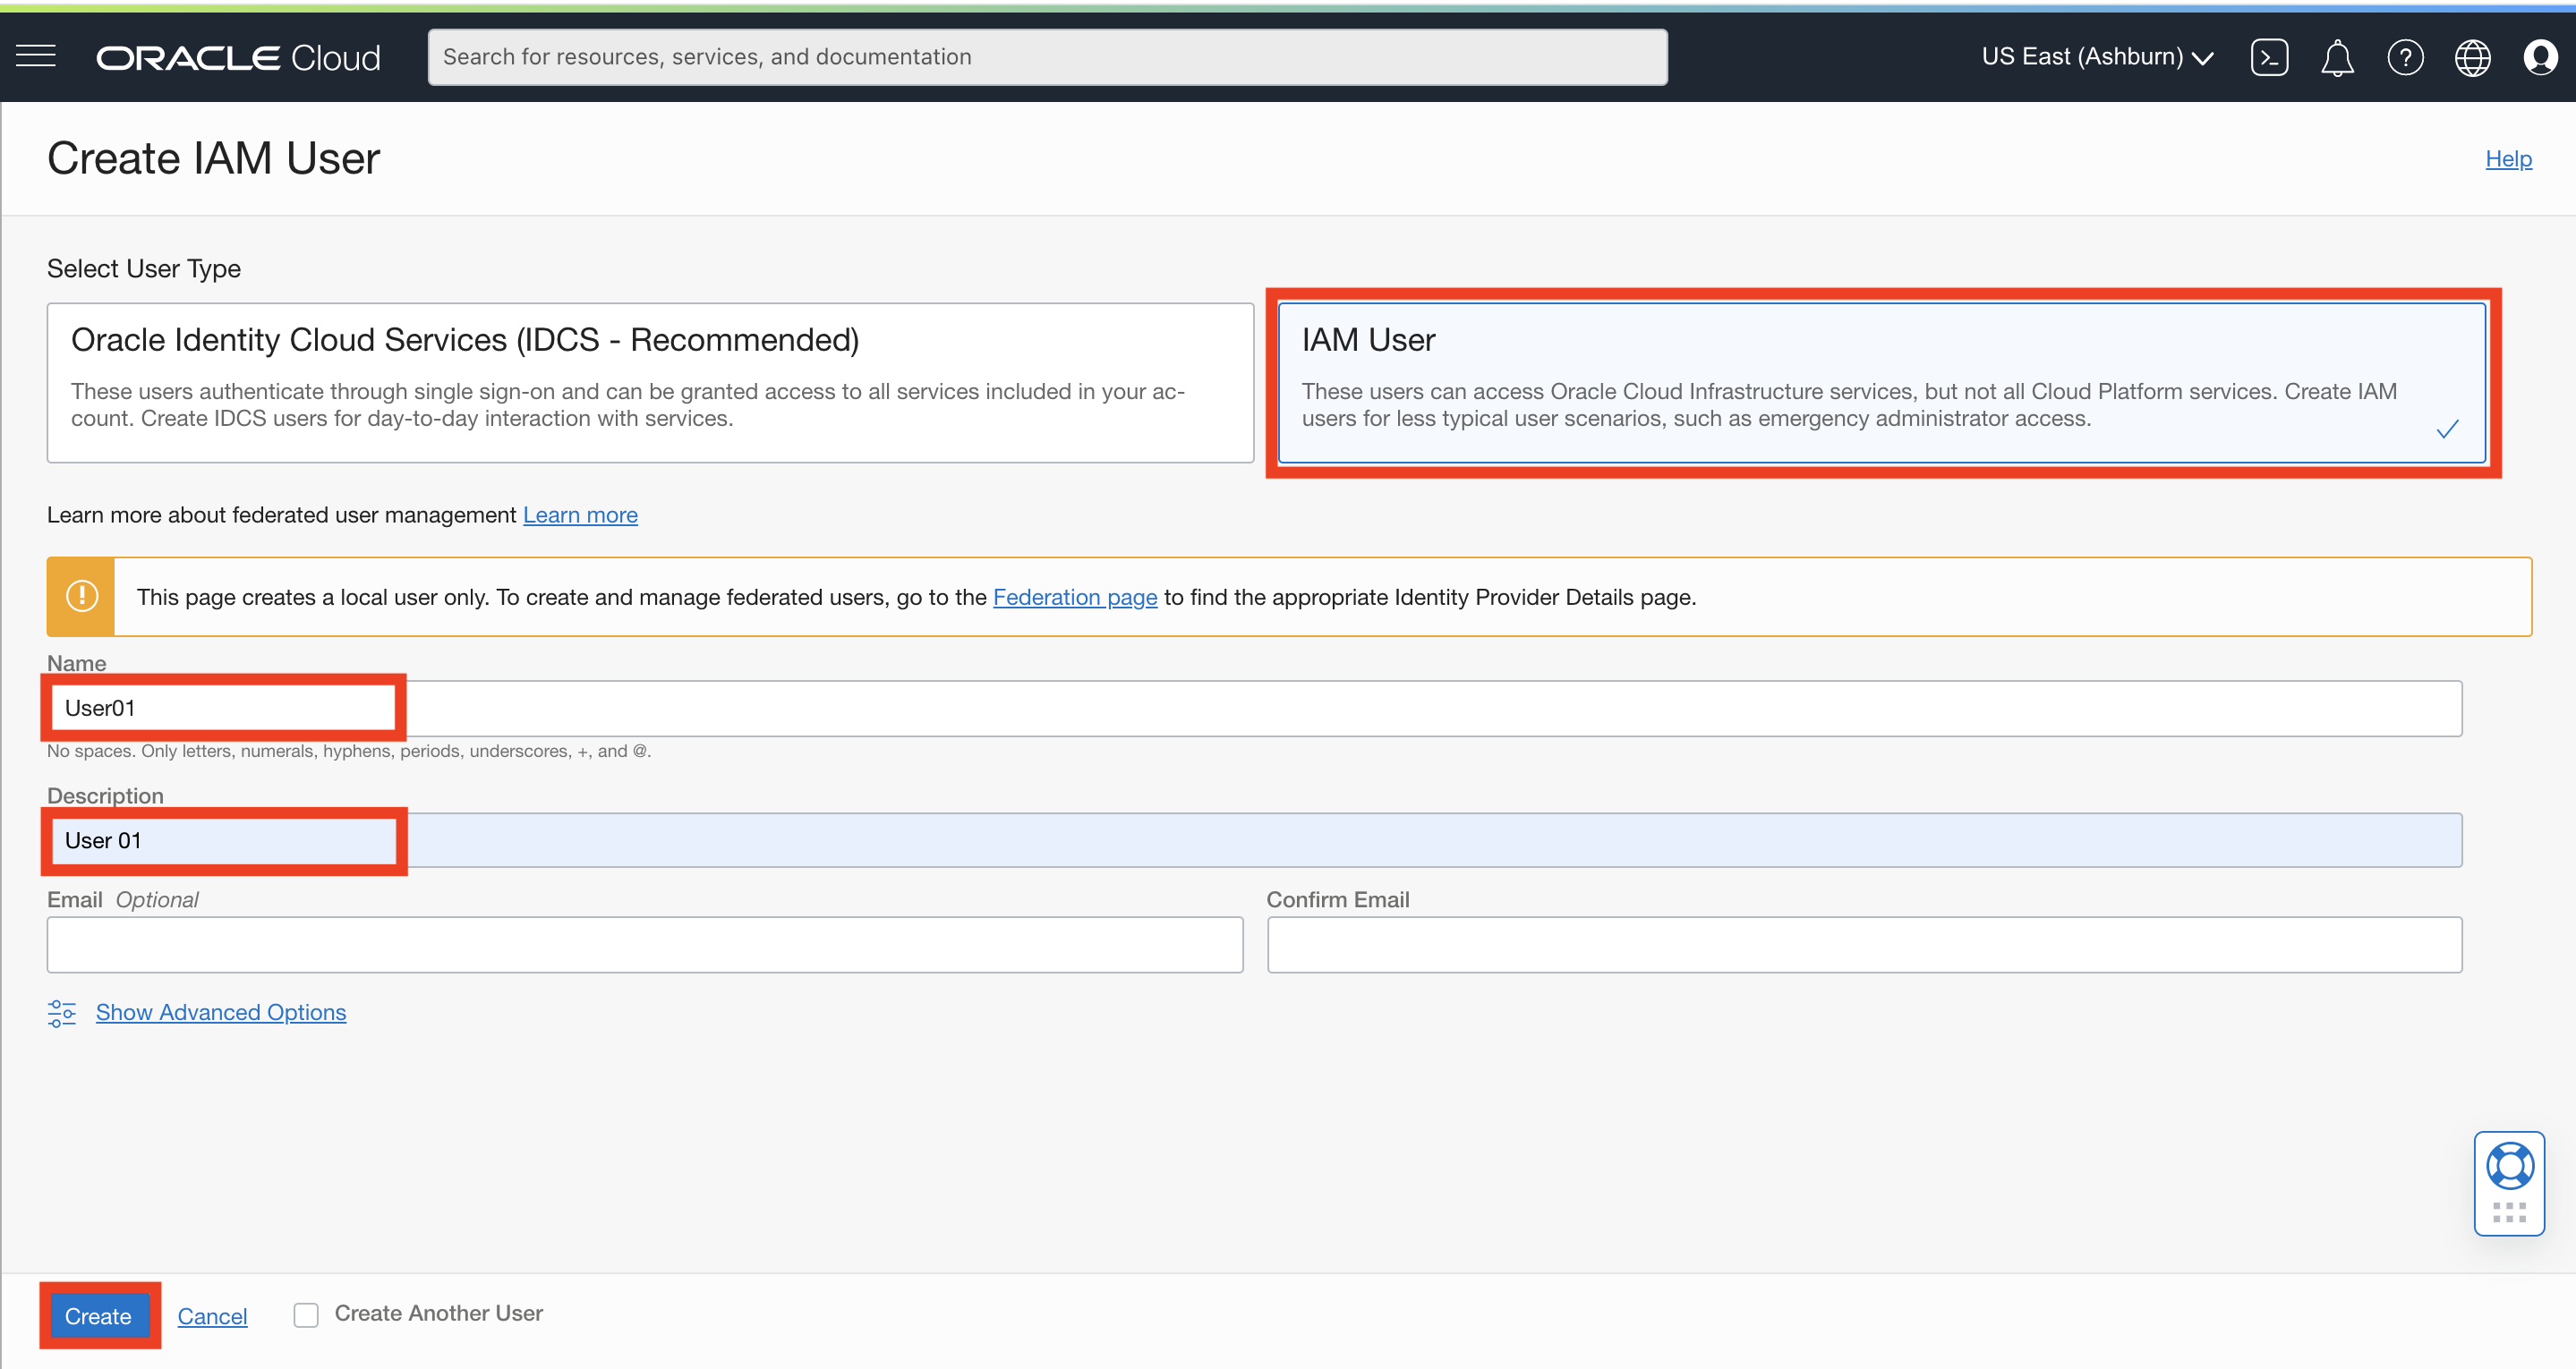 ORACLE Cloud
Search for resources, services, and documentation
US East (Ashburn)
Create IAM User
Help
Select User Type
Oracle Identity Cloud Services (IDCS - Recommended)
These users authenticate through single sign-on and can be granted access to all services included in your ac-
count. Create IDCS users for day-to-day interaction with services.
IAM User
These users can access Oracle Cloud Infrastructure services, but not all Cloud Platform services. Create IAM
users for less typical user scenarios, such as emergency administrator access.
Learn more about federated user management Learn more
This page creates a local user only. To create and manage federated users, go to the Federation page to find the appropriate Identity Provider Details page.
Name
User01
No spaces. Only letters, numerals, hyphens, periods, underscores, +, and @.
Description
User 01
Email Optional
Confirm Email
Show Advanced Options
Create
Cancel
Create Another User